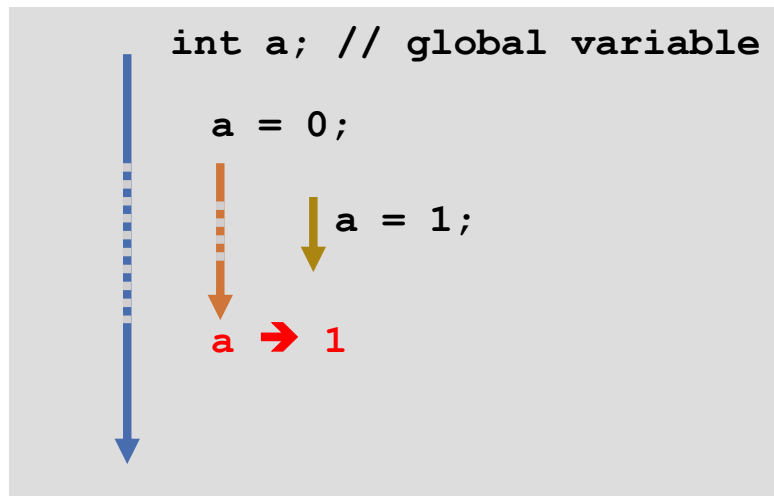 int a; // global variable
a = 0;
a = 1;
a ➔ 1